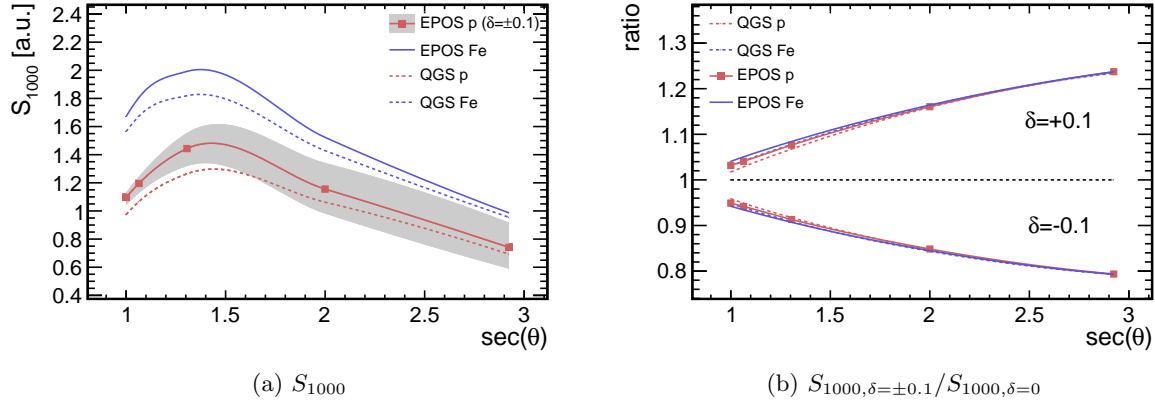 S₁₀₀₀ [a.u.]
2.4
2.2
2
1.8
1.6
1.4
1.2
1
0.8
0.6
0.4
EPOS p (δ=±0.1)
EPOS Fe
QGS p
QGS Fe
1 1.5 2 2.5 3
sec(θ)
(a) S₁₀₀₀
ratio
1.3
1.2
1.1
1
0.9
0.8
QGS p
QGS Fe
EPOS p
EPOS Fe
δ=+0.1
δ=-0.1
1 1.5 2 2.5 3
sec(θ)
(b) S₁₀₀₀,δ=±0.1/S₁₀₀₀,δ=0